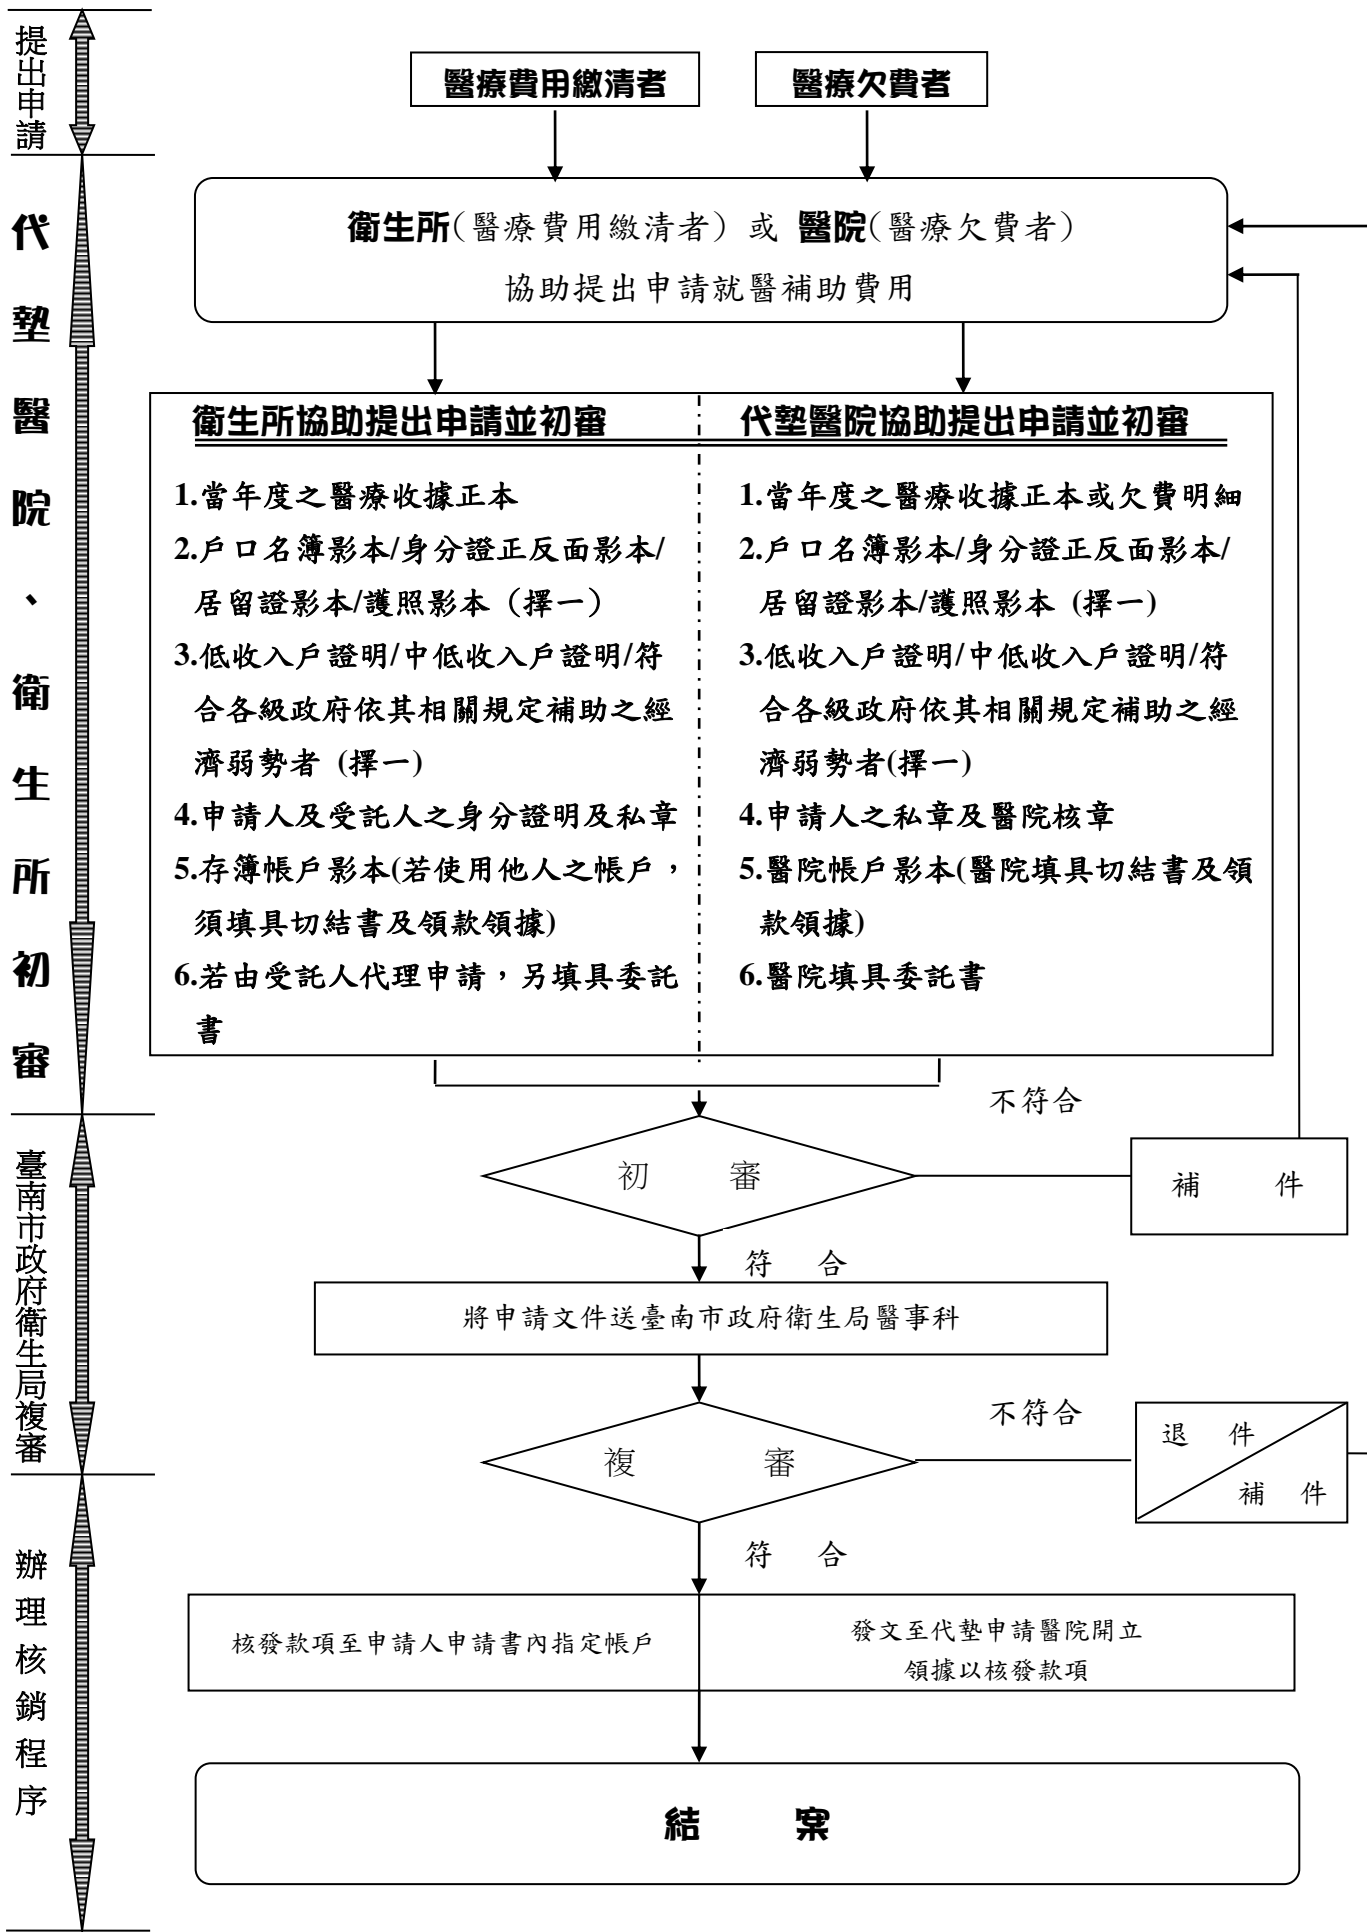 提出申請
醫療費用繳清者
醫療欠費者
代墊醫院、衛生所初審
衛生所(醫療費用繳清者) 或 醫院(醫療欠費者)
協助提出申請就醫補助費用
衛生所協助提出申請並初審
1.當年度之醫療收據正本
2.戶口名簿影本/身分證正反面影本/
居留證影本/護照影本（擇一）
3.低收入戶證明/中低收入戶證明/符
合各級政府依其相關規定補助之經
濟弱勢者 (擇一)
4.申請人及受託人之身分證明及私章
5.存簿帳戶影本(若使用他人之帳戶，
須填具切結書及領款領據)
6.若由受託人代理申請，另填具委託
書
代墊醫院協助提出申請並初審
1.當年度之醫療收據正本或欠費明細
2.戶口名簿影本/身分證正反面影本/
居留證影本/護照影本 (擇一)
3.低收入戶證明/中低收入戶證明/符
合各級政府依其相關規定補助之經
濟弱勢者(擇一)
4.申請人之私章及醫院核章
5.醫院帳戶影本(醫院填具切結書及領
款領據)
6.醫院填具委託書
臺南市政府衛生局複審
不符合
初 審
補 件
符 合
將申請文件送臺南市政府衛生局醫事科
不符合
複 審
退 件
補 件
符 合
辦理核銷程序
核發款項至申請人申請書內指定帳戶
發文至代墊申請醫院開立
領據以核發款項
結 案